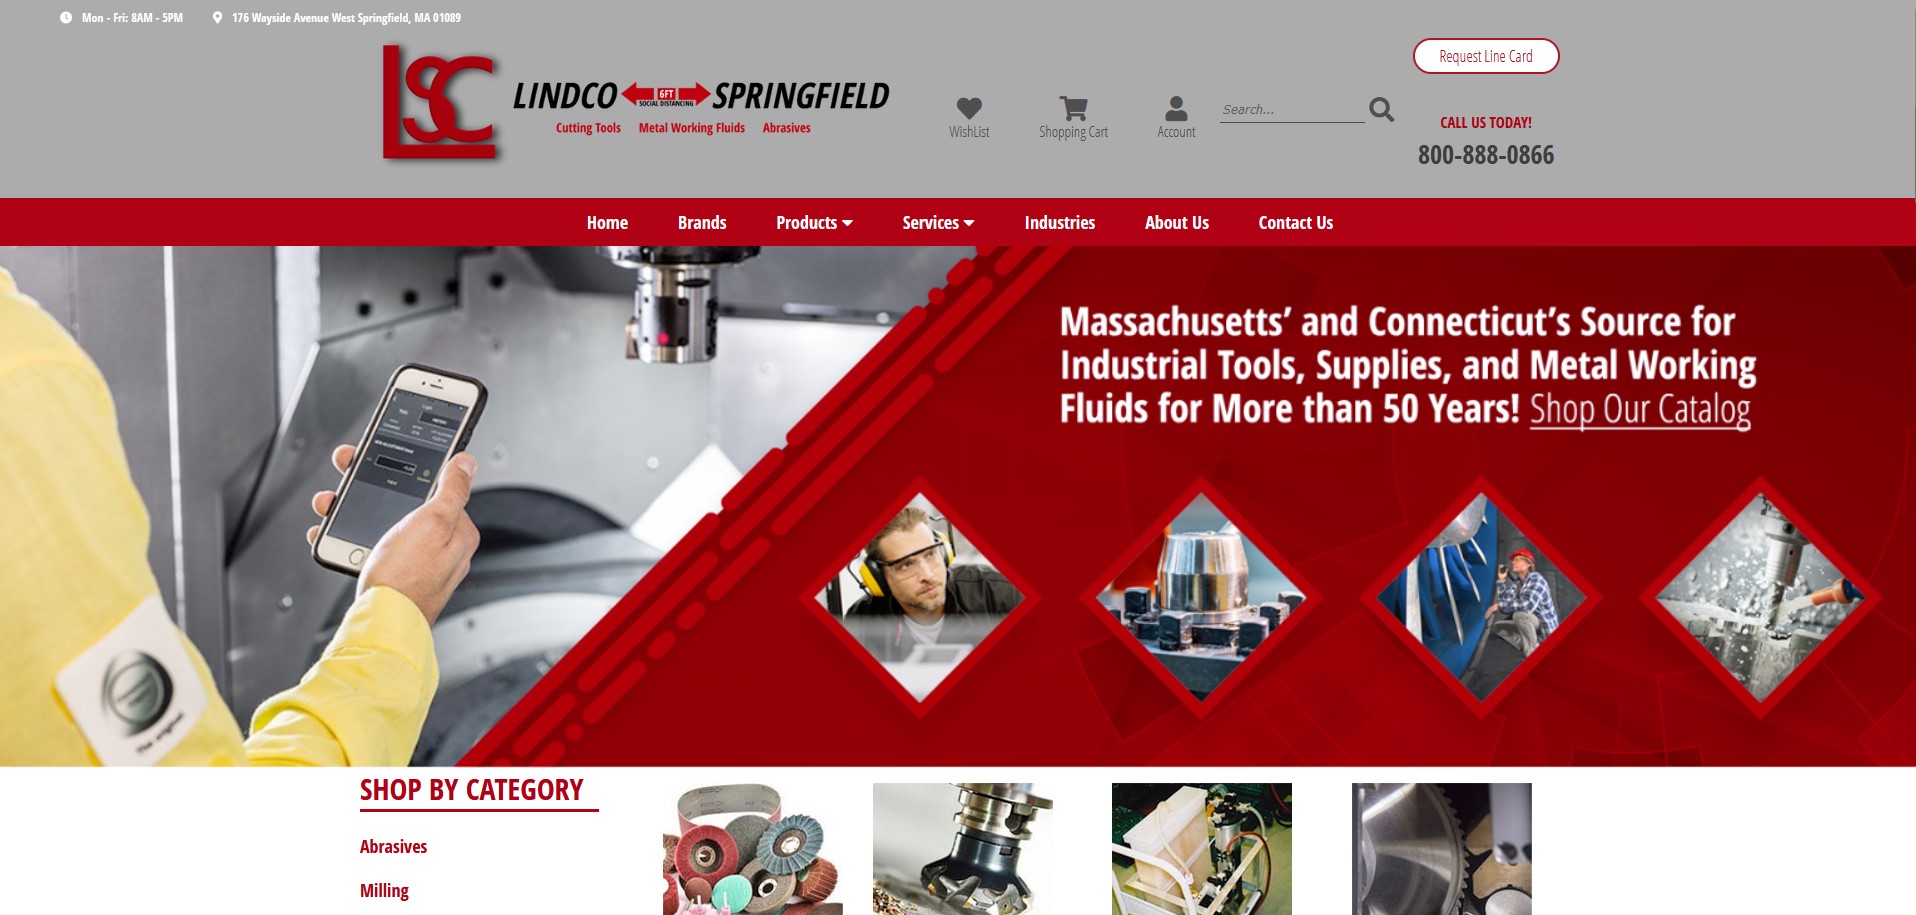 Mon - Fri: 8AM - 5PM
176 Wayside Avenue West Springfield, MA 01089
Request Line Card
LSC
LINDCO 6FT SOCIAL DISTANCING SPRINGFIELD
Cutting Tools Metal Working Fluids Abrasives
WishList
Shopping Cart
Account
Search...
CALL US TODAY!
800-888-0866
Home Brands Products Services Industries About Us Contact Us
Massachusetts’ and Connecticut’s Source for
Industrial Tools, Supplies, and Metal Working
Fluids for More than 50 Years! Shop Our Catalog
The original
SHOP BY CATEGORY
Abrasives
Milling